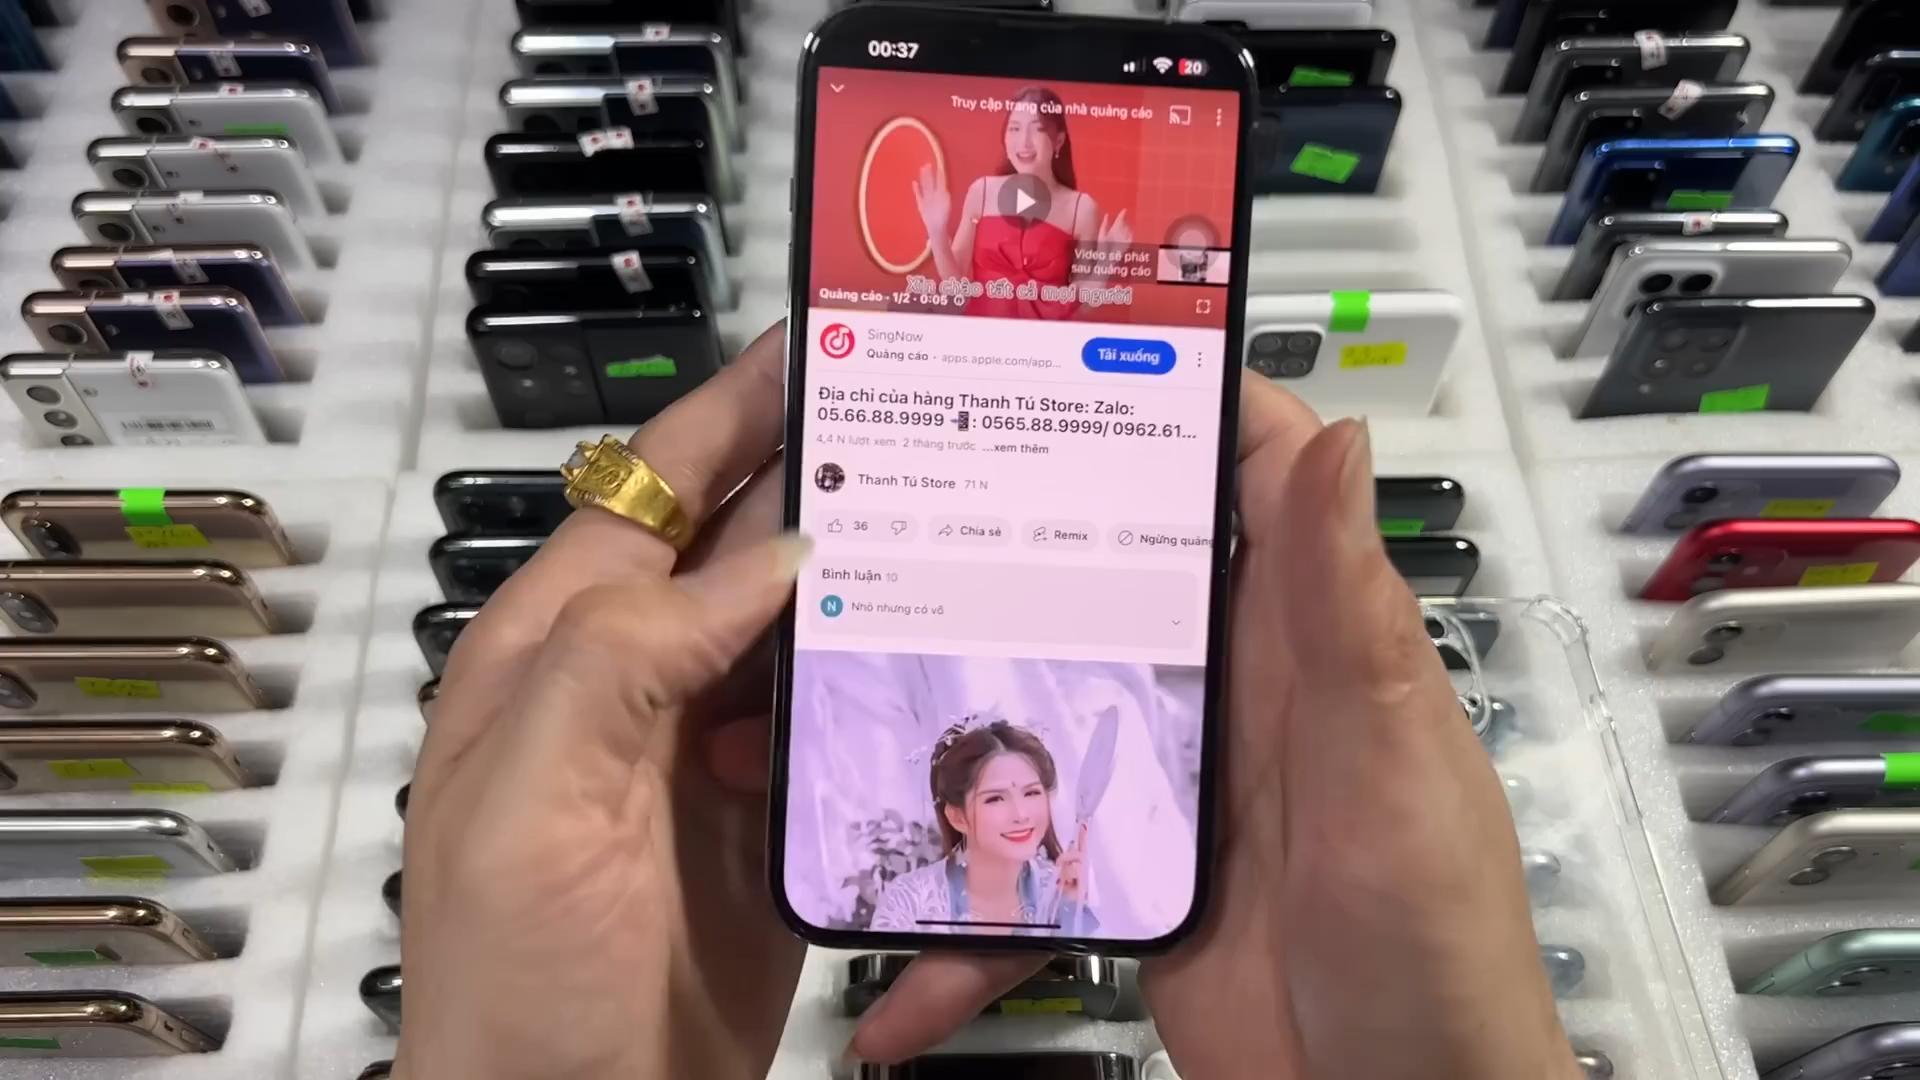 00:37
20
Truy cập trang của nhà quảng cáo
Video sẽ phát
sau quảng cáo
Xin chào tất cả mọi người
Quảng cáo · 1/2 · 0:05
SingNow
Quảng cáo · apps.apple.com/app...
Tải xuống
Địa chỉ cửa hàng Thanh Tú Store: Zalo:
05.66.88.9999 📲: 0565.88.9999/ 0962.61...
4,4 N lượt xem 2 tháng trước ...xem thêm
Thanh Tú Store 71 N
36
Chia sẻ
Remix
Ngừng quảng
Bình luận 10
N
Nhỏ nhưng có võ